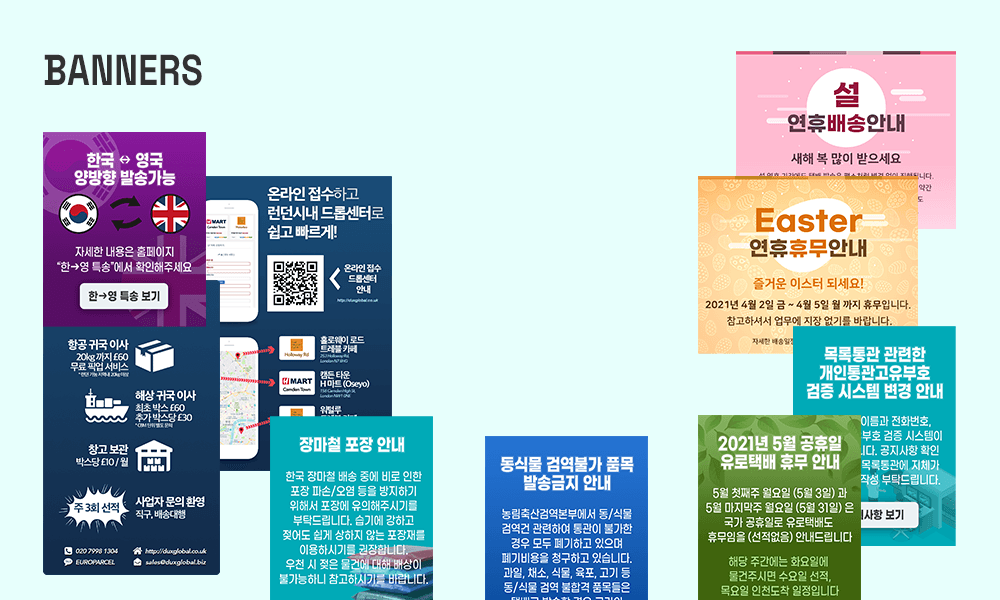 BANNERS
한국 ↔ 영국
양방향 발송가능
자세한 내용은 홈페이지
“한→영 특송”에서 확인해주세요
한→영 특송 보기
항공 귀국 이사
20kg 까지 £60
무료 픽업 서비스
해상 귀국 이사
최초 박스 £60
추가 박스당 £30
창고 보관
박스당 £10 / 월
주 3회 선적
사업자 문의 환영
직구, 배송대행
020 7998 1304
http://duxglobal.co.uk
EUROPARCEL
sales@duxglobal.biz
온라인 접수하고
런던시내 드롭센터로
쉽고 빠르게!
MART
Camden Town
온라인 접수
드롭센터
안내
http://duxglobal.co.uk
Holloway Rd
홀로웨이 로드
트레블 카페
H MART
Camden Town
캠든 타운
H 마트 (Oseyo)
워털루
장마철 포장 안내
한국 장마철 배송 중에 비로 인한
포장 파손/오염 등을 방지하기
위해서 포장에 유의해주시기를
부탁드립니다. 습기에 강하고
젖어도 쉽게 상하지 않는 포장재를
이용하시기를 권장합니다.
우천 시 젖은 물건에 대해 배상이
불가능하니 참고하시기를 바랍니다.
동식물 검역불가 품목
발송금지 안내
농림축산검역본부에서 동/식물
검역건 관련하여 통관이 불가한
경우 모두 폐기하고 있으며
폐기비용을 청구하고 있습니다.
과일, 채소, 식물, 육포, 고기 등
동/식물 검역 불합격 품목들은
설
연휴배송안내
새해 복 많이 받으세요
Easter
연휴휴무안내
즐거운 이스터 되세요!
2021년 4월 2일 금 ~ 4월 5일 월 까지 휴무입니다.
참고하셔서 업무에 지장 없기를 바랍니다.
자세한 배송일정
목록통관 관련한
개인통관고유부호
검증 시스템 변경 안내
이름과 전화번호,
부호 검증 시스템이
니다. 공지사항 확인
목록통관에 지체가
작성 부탁드립니다.
사항 보기
2021년 5월 공휴일
유로택배 휴무 안내
5월 첫째주 월요일 (5월 3일) 과
5월 마지막주 월요일 (5월 31일) 은
국가 공휴일로 유로택배도
휴무임을 (선적없음) 안내드립니다
해당 주간에는 화요일에
물건주시면 수요일 선적,
목요일 인천도착 일정입니다